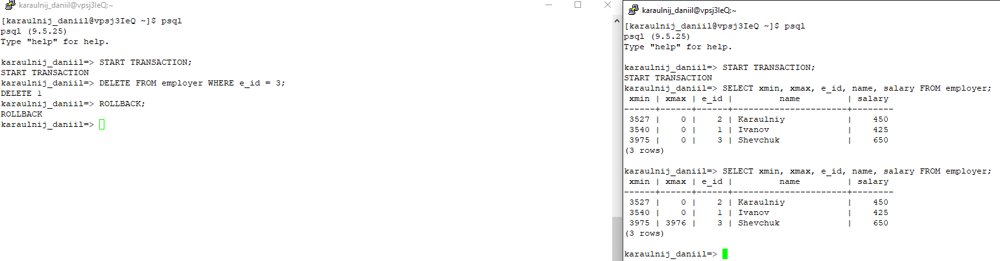 karaulnij_daniil@vpsj3IeQ:~
[karaulnij_daniil@vpsj3IeQ ~]$ psql
psql (9.5.25)
Type "help" for help.
karaulnij_daniil=> START TRANSACTION;
START TRANSACTION
karaulnij_daniil=> DELETE FROM employer WHERE e_id = 3;
DELETE 1
karaulnij_daniil=> ROLLBACK;
ROLLBACK
karaulnij_daniil=>
karaulnij_daniil@vpsj3IeQ:~
[karaulnij_daniil@vpsj3IeQ ~]$ psql
psql (9.5.25)
Type "help" for help.
karaulnij_daniil=> START TRANSACTION;
START TRANSACTION
karaulnij_daniil=> SELECT xmin, xmax, e_id, name, salary FROM employer;
 xmin | xmax | e_id |         name         | salary
------+------+------+----------------------+--------
 3527 |    0 |    2 | Karaulniy            |    450
 3540 |    0 |    1 | Ivanov               |    425
 3975 |    0 |    3 | Shevchuk             |    650
(3 rows)
karaulnij_daniil=> SELECT xmin, xmax, e_id, name, salary FROM employer;
 xmin | xmax | e_id |         name         | salary
------+------+------+----------------------+--------
 3527 |    0 |    2 | Karaulniy            |    450
 3540 |    0 |    1 | Ivanov               |    425
 3975 | 3976 |    3 | Shevchuk             |    650
(3 rows)
karaulnij_daniil=>